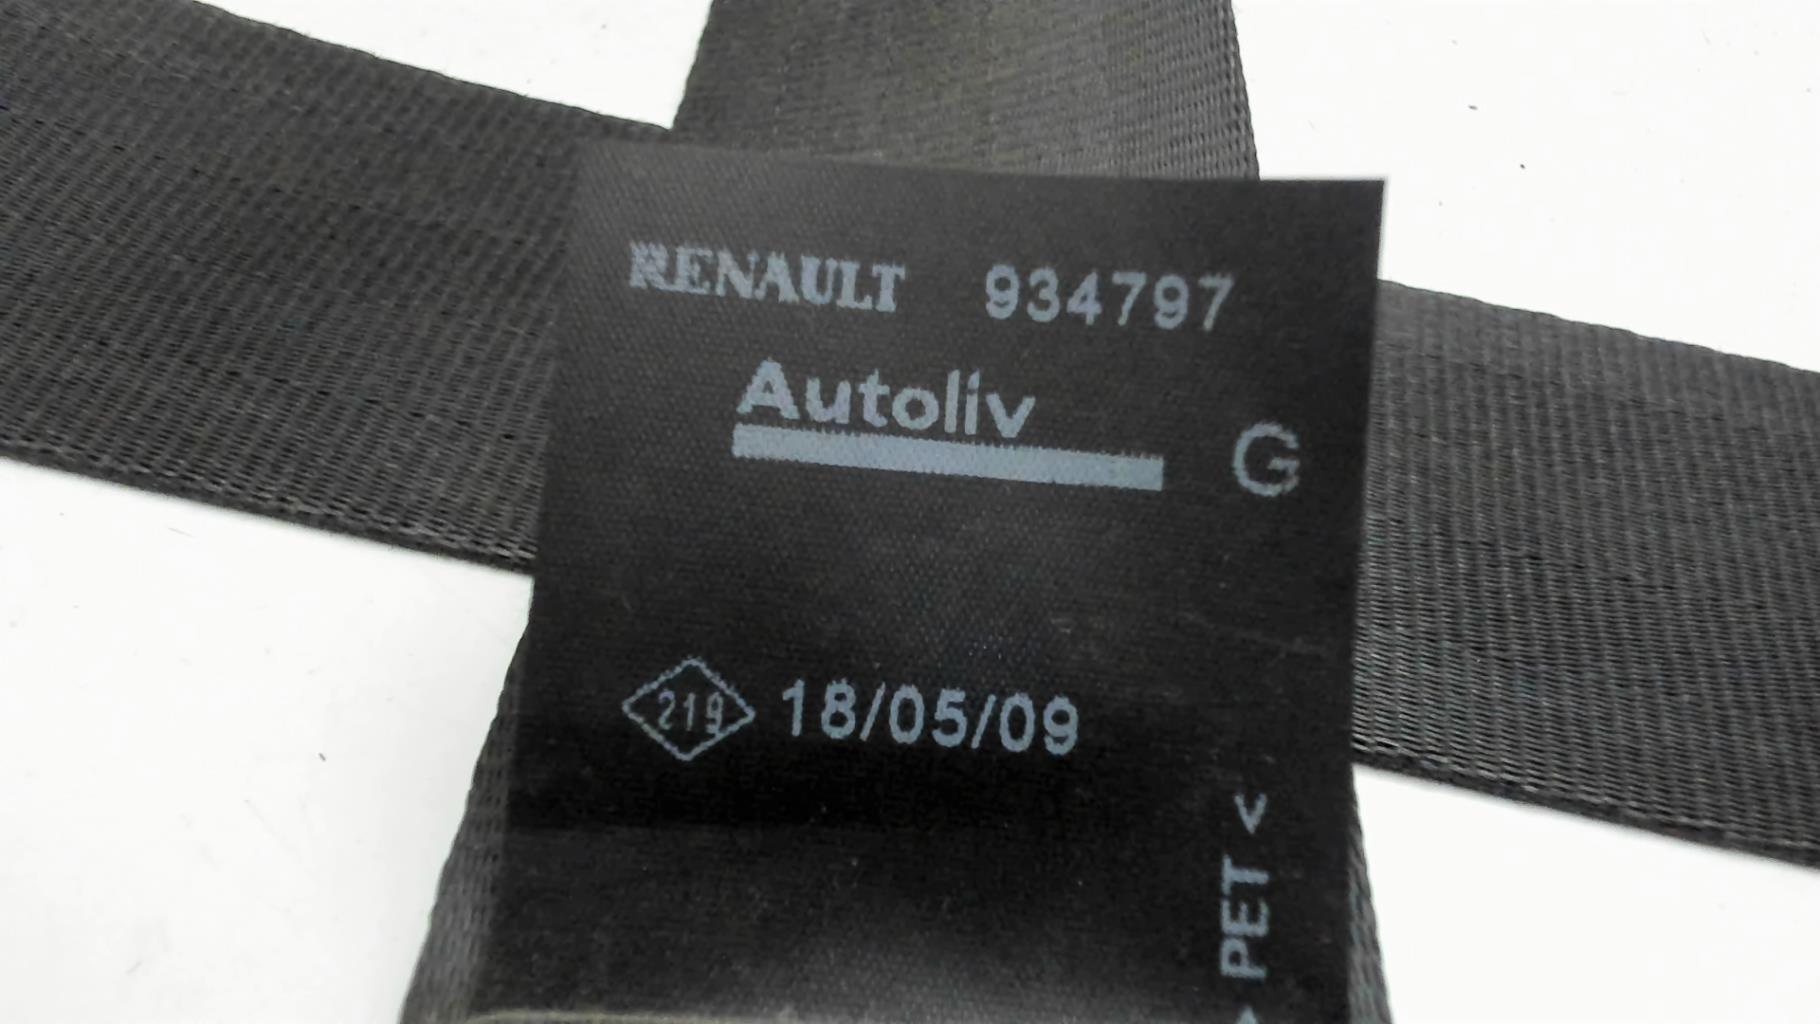 RENAULT 934797
Autoliv
G
219 18/05/09
> PET <